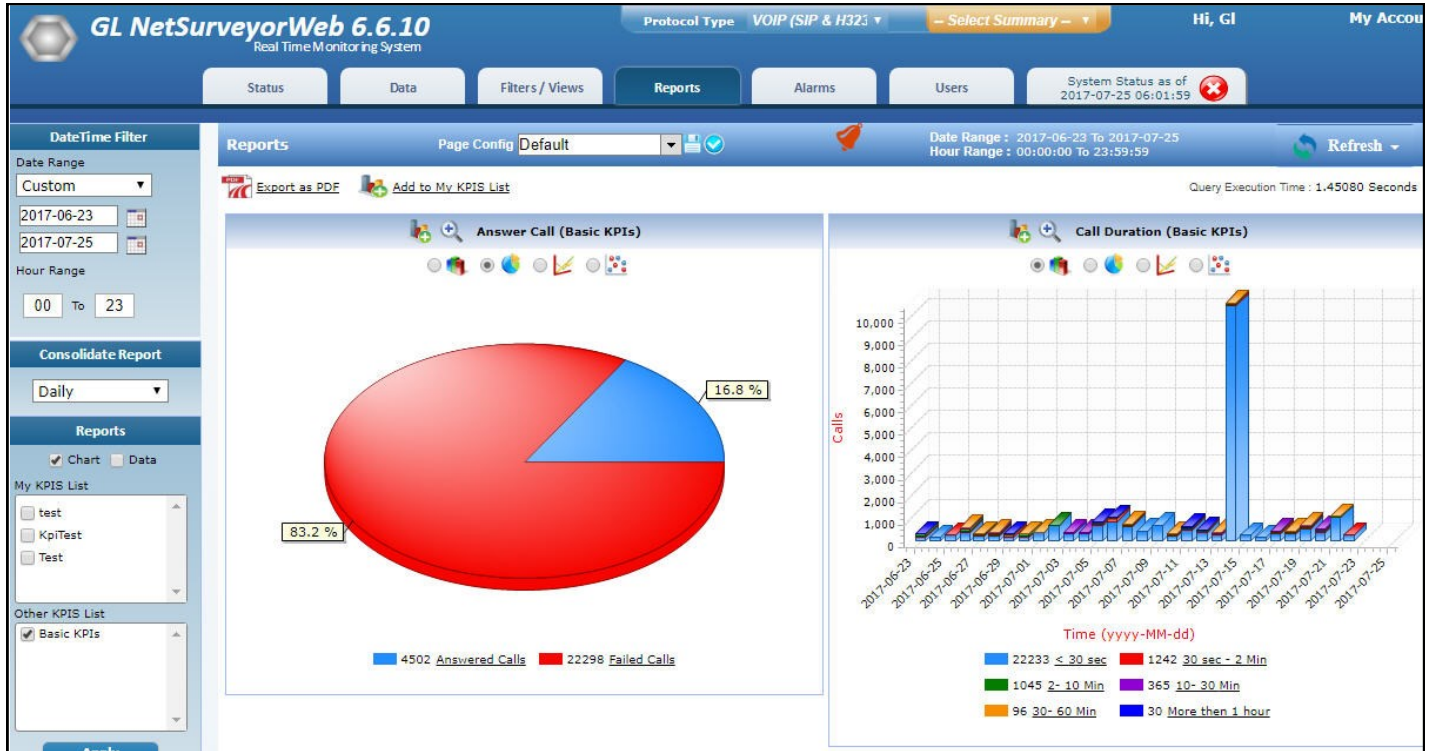 GL NetSurveyorWeb 6.6.10
Real Time Monitoring System
Protocol Type VOIP (SIP & H323
-- Select Summary --
Hi, Gl
My Accou
Status
Data
Filters / Views
Reports
Alarms
Users
System Status as of
2017-07-25 06:01:59
DateTime Filter
Date Range
Custom
2017-06-23
2017-07-25
Hour Range
00 To 23
Consolidate Report
Daily
Reports
Chart Data
My KPIS List
test
KpiTest
Test
Other KPIS List
Basic KPIs
Apply
Reports
Page Config Default
Date Range : 2017-06-23 To 2017-07-25
Hour Range : 00:00:00 To 23:59:59
Refresh
PDF Export as PDF
Add to My KPIS List
Query Execution Time : 1.45080 Seconds
Answer Call (Basic KPIs)
16.8 %
83.2 %
4502 Answered Calls 22298 Failed Calls
Call Duration (Basic KPIs)
10,000
9,000
8,000
7,000
6,000
5,000
4,000
3,000
2,000
1,000
0
Calls
2017-06-23
2017-06-25
2017-06-27
2017-06-29
2017-07-01
2017-07-03
2017-07-05
2017-07-07
2017-07-09
2017-07-11
2017-07-13
2017-07-15
2017-07-17
2017-07-19
2017-07-21
2017-07-23
2017-07-25
Time (yyyy-MM-dd)
22233 < 30 sec 1242 30 sec - 2 Min
1045 2- 10 Min 365 10- 30 Min
96 30- 60 Min 30 More then 1 hour